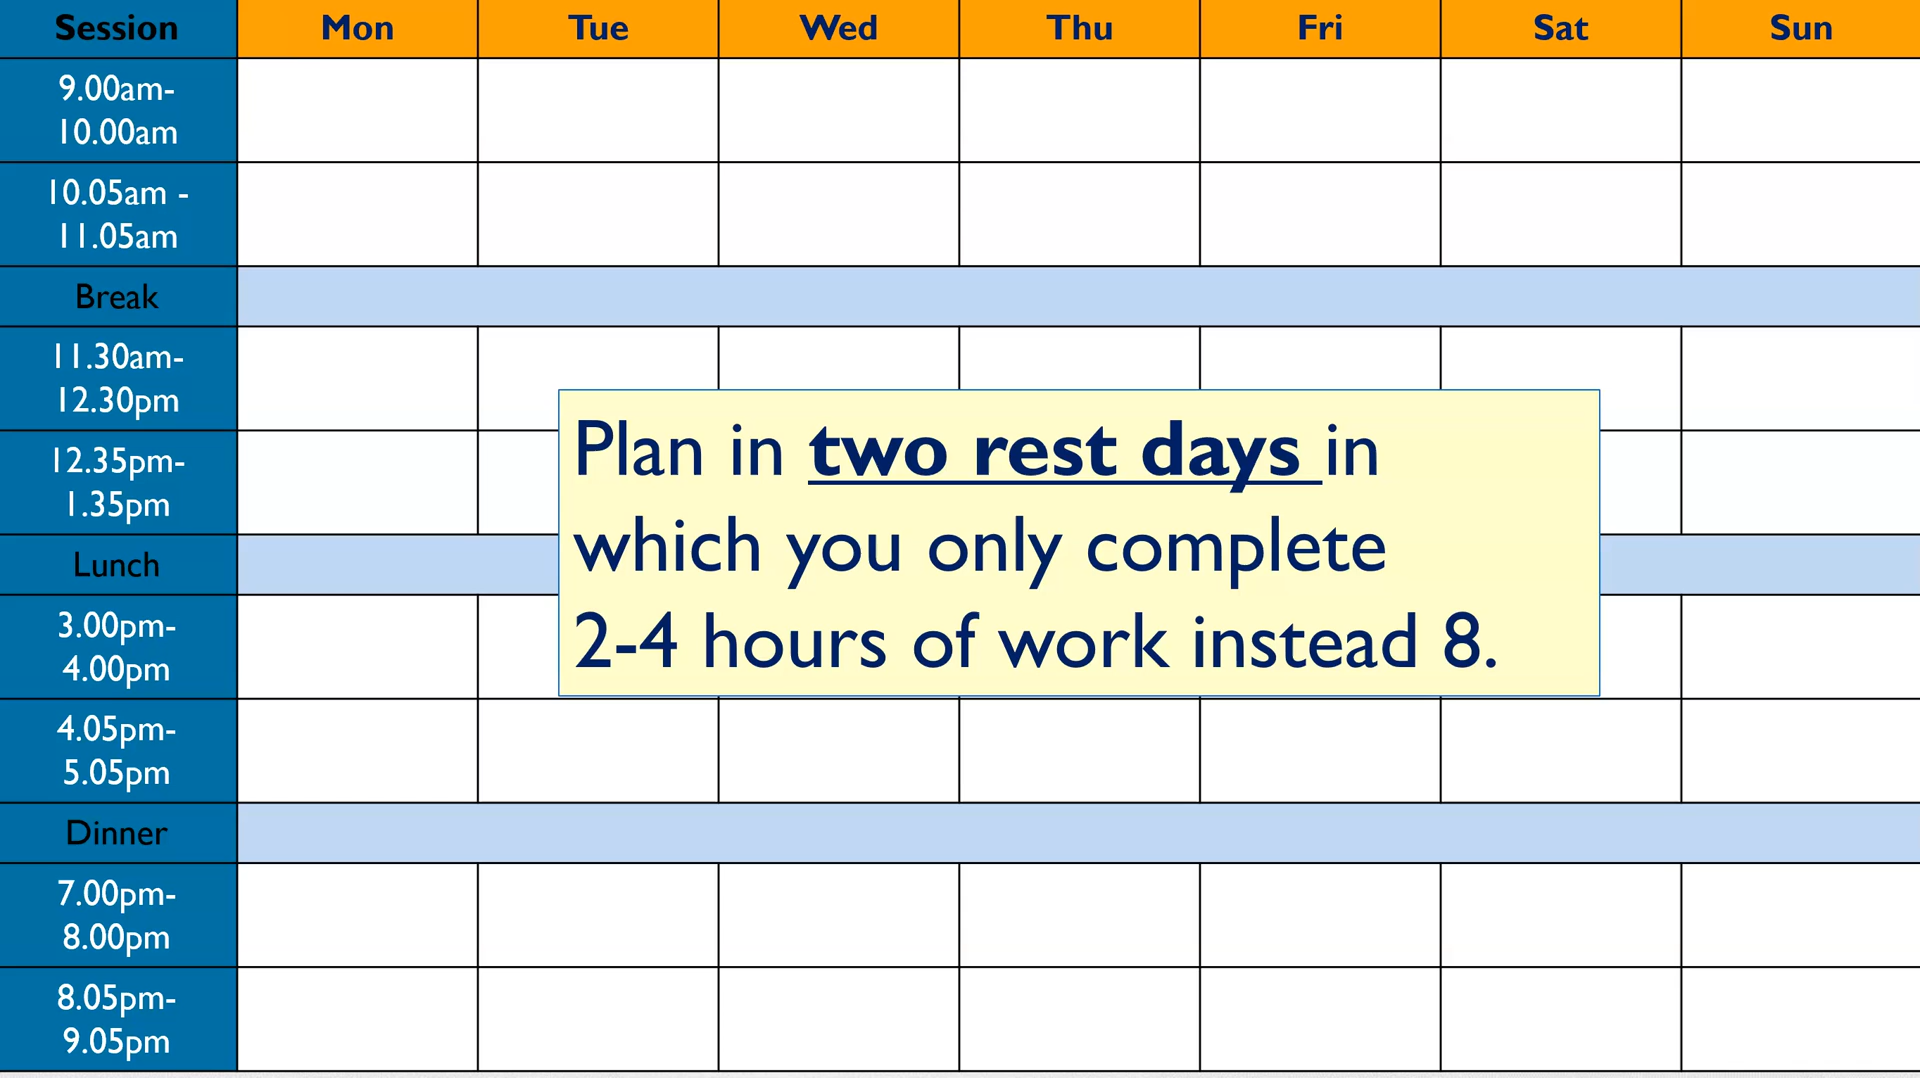 Session Mon Tue Wed Thu Fri Sat Sun
9.00am-
10.00am
10.05am -
11.05am
Break
11.30am-
12.30pm
12.35pm-
1.35pm
Lunch
3.00pm-
4.00pm
4.05pm-
5.05pm
Dinner
7.00pm-
8.00pm
8.05pm-
9.05pm
Plan in two rest days in
which you only complete
2-4 hours of work instead 8.